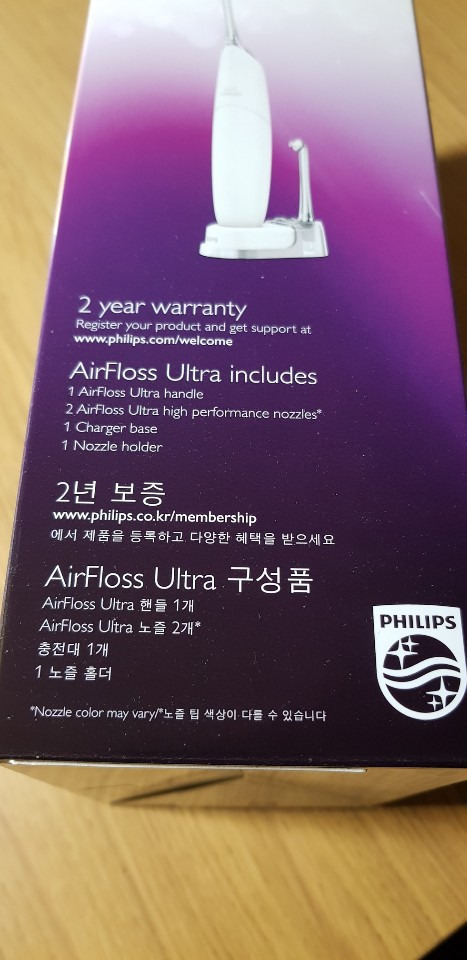 2 year warranty
Register your product and get support at
www.philips.com/welcome
AirFloss Ultra includes
1 AirFloss Ultra handle
2 AirFloss Ultra high performance nozzles*
1 Charger base
1 Nozzle holder
2년 보증
www.philips.co.kr/membership
에서 제품을 등록하고 다양한 혜택을 받으세요
AirFloss Ultra 구성품
AirFloss Ultra 핸들 1개
AirFloss Ultra 노즐 2개*
충전대 1개
1 노즐 홀더
PHILIPS
*Nozzle color may vary/*노즐 팁 색상이 다를 수 있습니다